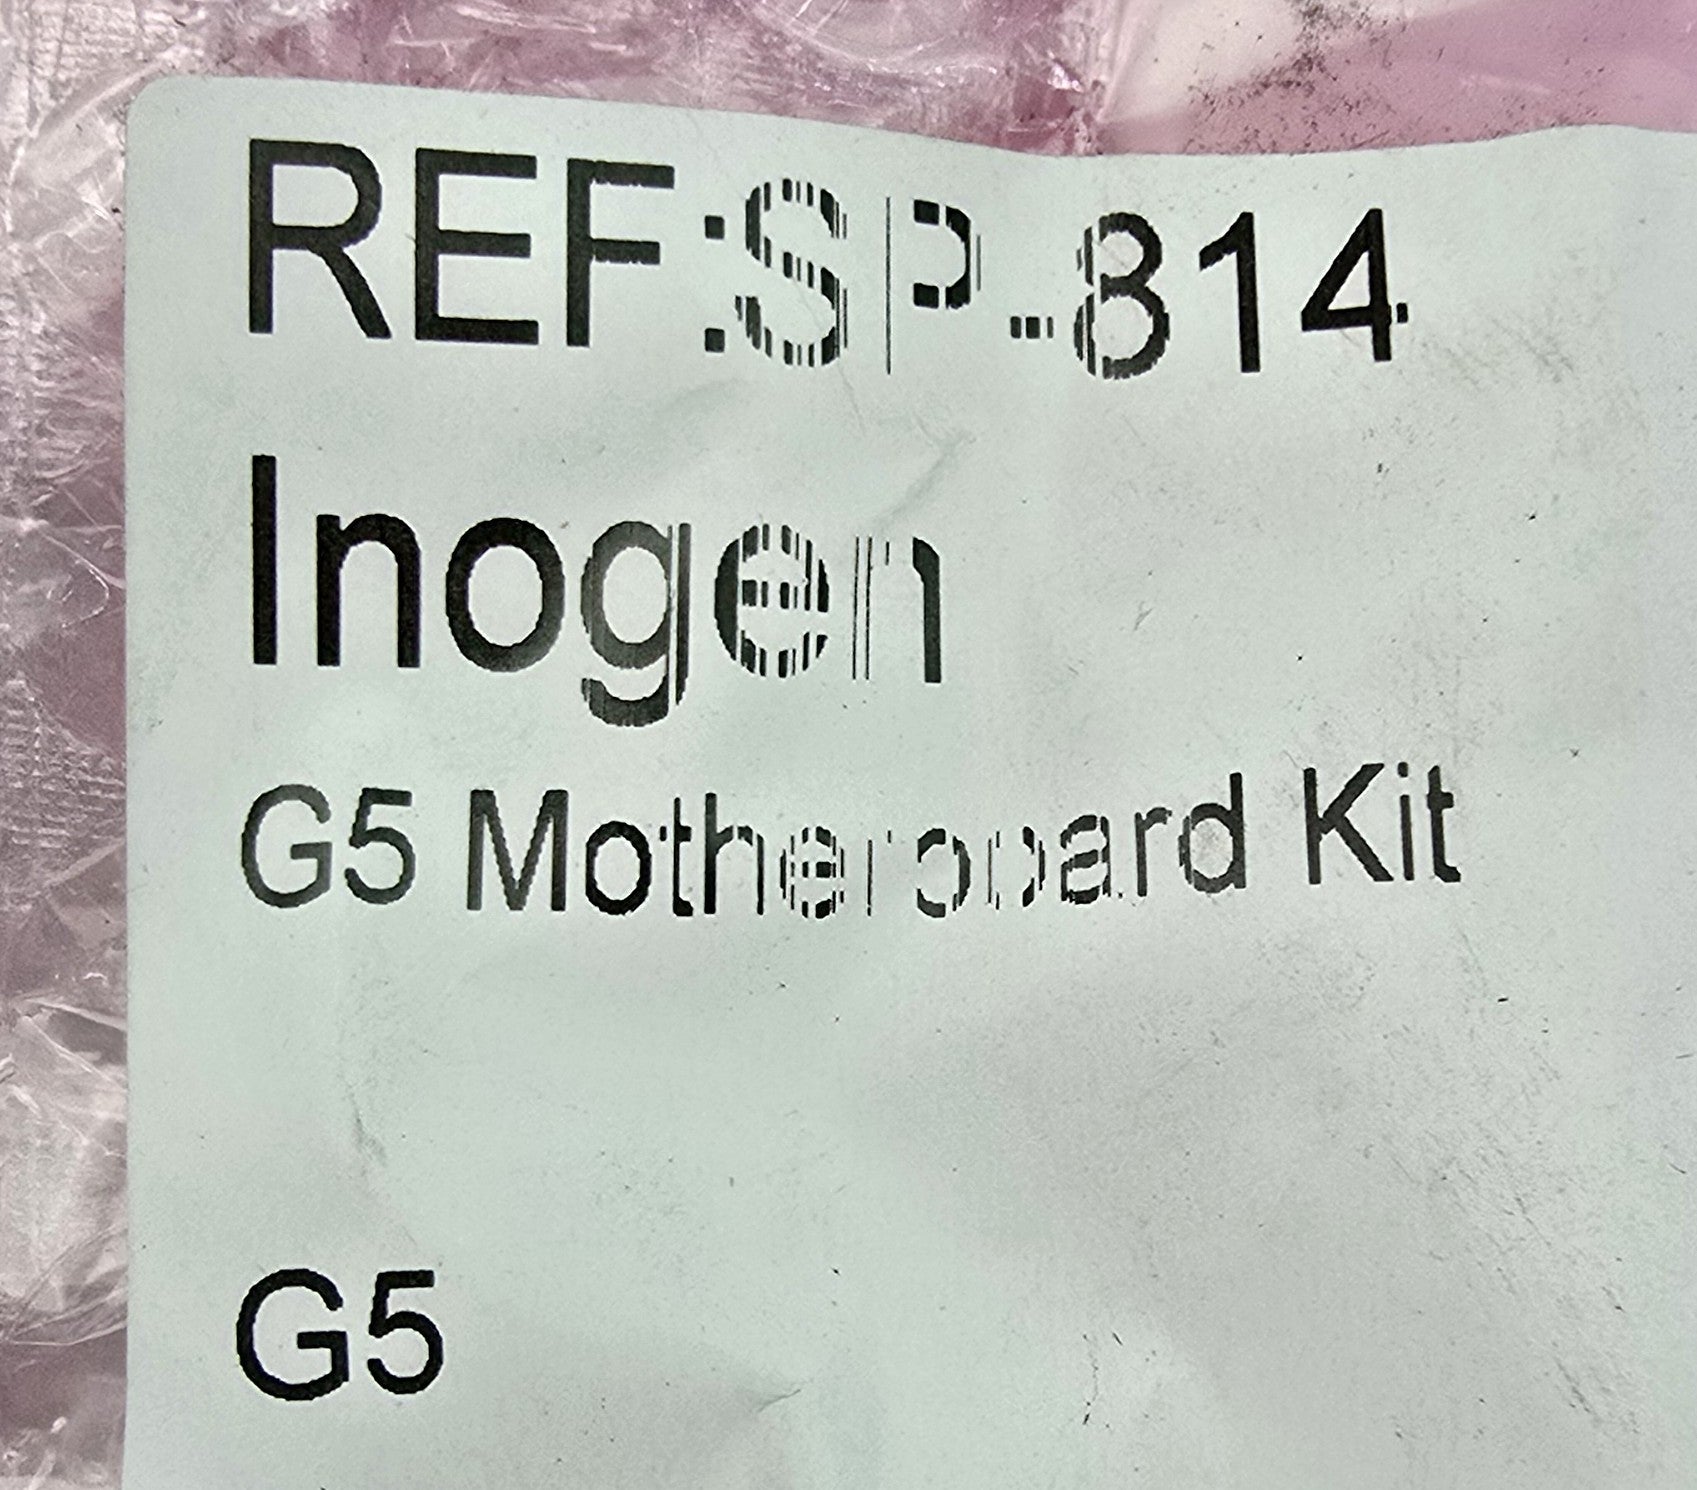 REF:SP-814
Inogen
G5 Motherboard Kit
G5